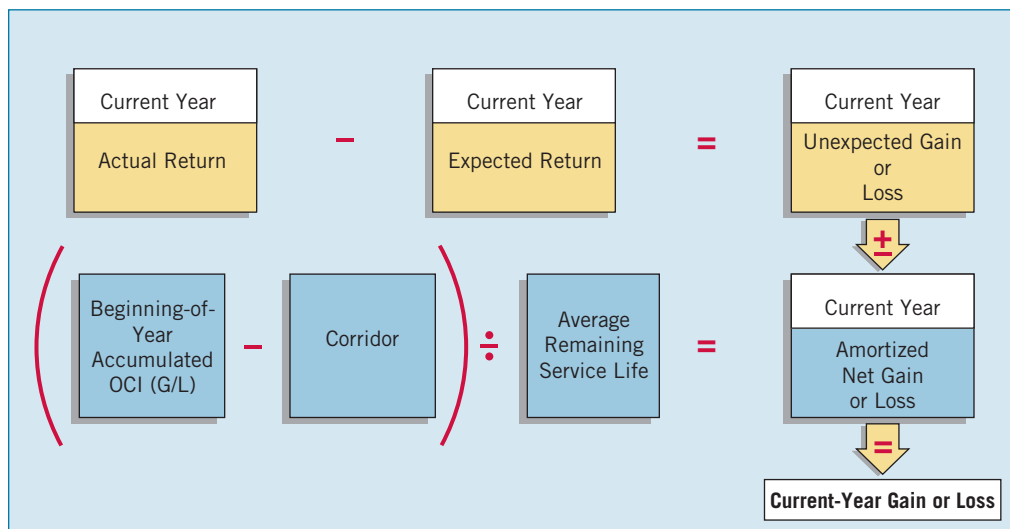 Current Year
Actual Return
−
Current Year
Expected Return
=
Current Year
Unexpected Gain
or
Loss
±
(
Beginning-of-
Year
Accumulated
OCI (G/L)
−
Corridor
)
÷
Average
Remaining
Service Life
=
Current Year
Amortized
Net Gain
or Loss
=
Current-Year Gain or Loss